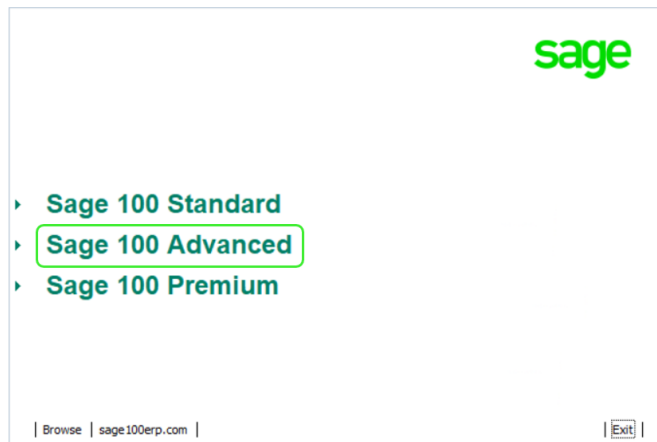 sage
Sage 100 Standard
Sage 100 Advanced
Sage 100 Premium
| Browse | sage100erp.com | | Exit |